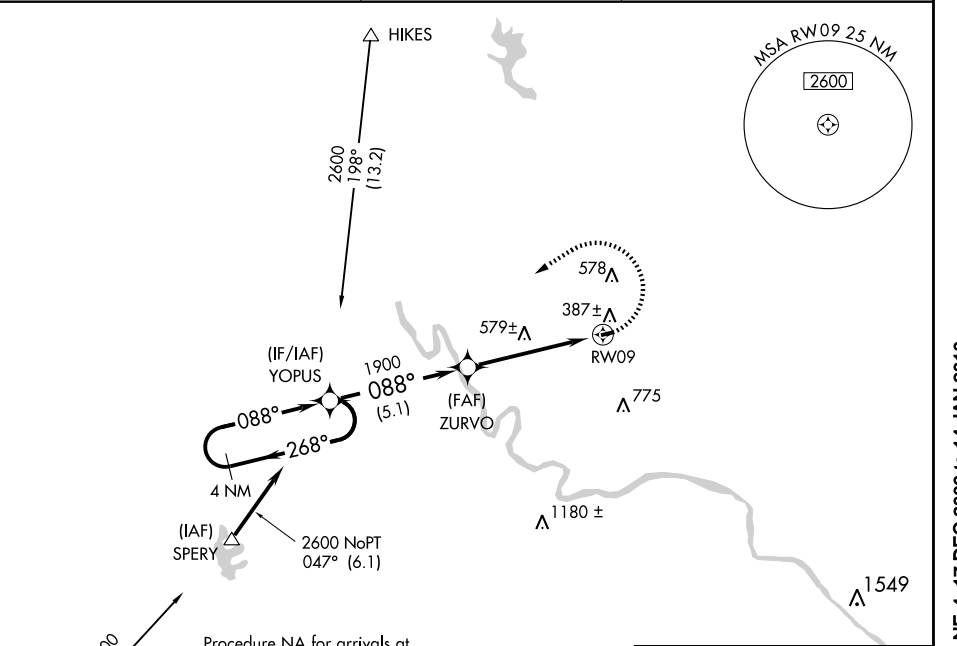 HIKES
MSA RW09 25 NM
2600
2600
198°
(13.2)
578
387±
579±
RW09
(IF/IAF)
YOPUS
1900
088°
(5.1)
(FAF)
ZURVO
775
088°
268°
4 NM
(IAF)
SPERY
2600 NoPT
047° (6.1)
1180 ±
1549
Procedure NA for arrivals at